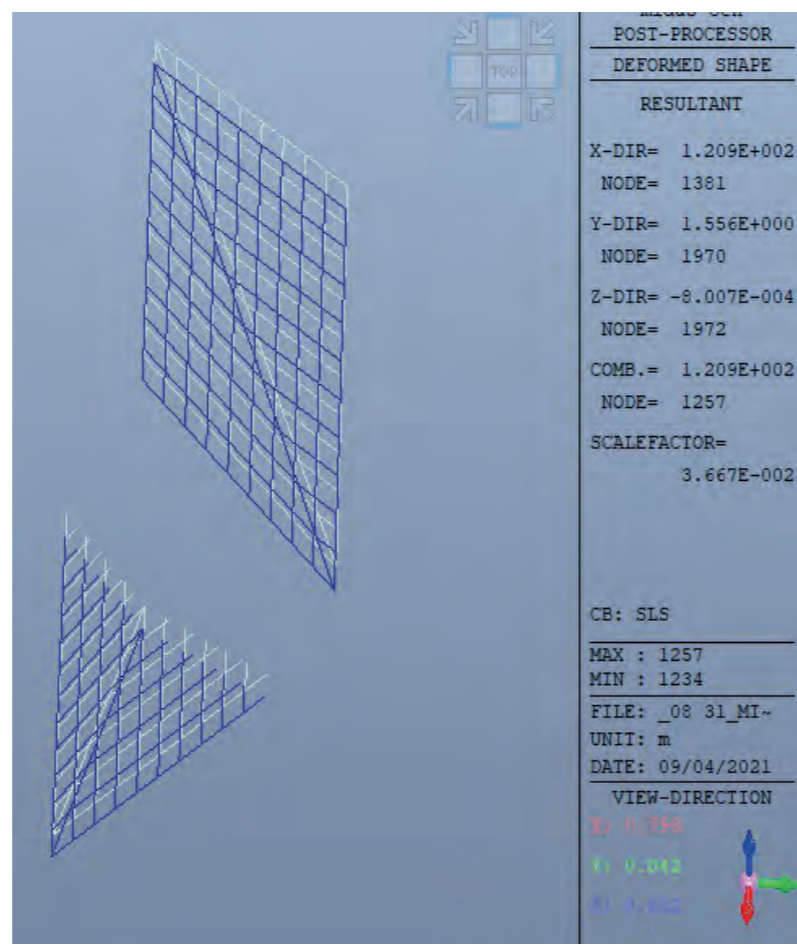 TOP
POST-PROCESSOR
DEFORMED SHAPE
RESULTANT
X-DIR= 1.209E+002
NODE= 1381
Y-DIR= 1.556E+000
NODE= 1970
Z-DIR= -8.007E-004
NODE= 1972
COMB.= 1.209E+002
NODE= 1257
SCALEFACTOR=
3.667E-002
CB: SLS
MAX : 1257
MIN : 1234
FILE: _08 31_MI~
UNIT: m
DATE: 09/04/2021
VIEW-DIRECTION